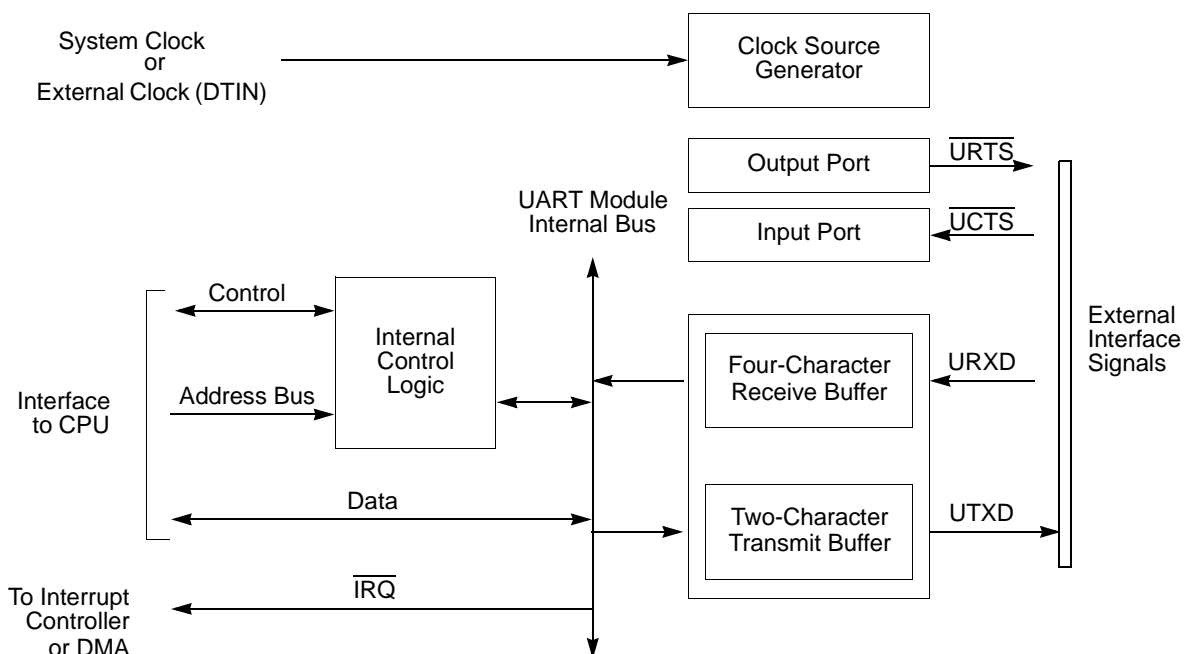 System Clock
or
External Clock (DTIN)
Clock Source
Generator
Output Port
URTS
UART Module
Internal Bus
Input Port
UCTS
Control
Internal
Control
Logic
Address Bus
Interface
to CPU
Four-Character
Receive Buffer
URXD
External
Interface
Signals
Data
Two-Character
Transmit Buffer
UTXD
IRQ
To Interrupt
Controller
or DMA